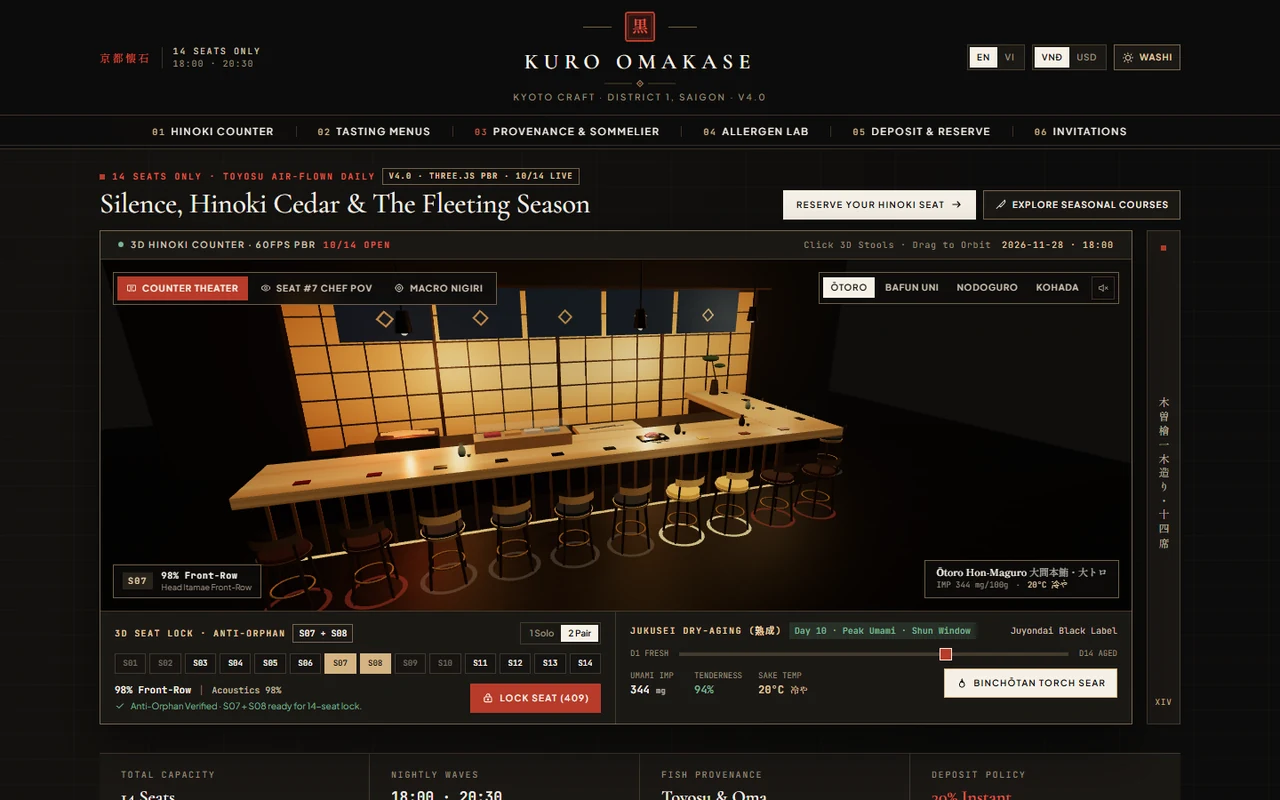 黒
京都懐石
14 SEATS ONLY
18:00 · 20:30
KURO OMAKASE
KYOTO CRAFT · DISTRICT 1, SAIGON · V4.0
EN VI
VNĐ USD
WASHI
01 HINOKI COUNTER
02 TASTING MENUS
03 PROVENANCE & SOMMELIER
04 ALLERGEN LAB
05 DEPOSIT & RESERVE
06 INVITATIONS
14 SEATS ONLY · TOYOSU AIR-FLOWN DAILY
V4.0 · THREE.JS PBR · 10/14 LIVE
Silence, Hinoki Cedar & The Fleeting Season
RESERVE YOUR HINOKI SEAT →
EXPLORE SEASONAL COURSES
3D HINOKI COUNTER · 60FPS PBR 10/14 OPEN
Click 3D Stools · Drag to Orbit 2026-11-28 · 18:00
COUNTER THEATER
SEAT #7 CHEF POV
MACRO NIGIRI
ŌTORO
BAFUN UNI
NODOGURO
KOHADA
木曽檜一木造り・十四席
XIV
S07
98% Front-Row
Head Itamae Front-Row
Ōtoro Hon-Maguro 大間本鮪・大トロ
IMP 344 mg/100g · 20°C 冷や
3D SEAT LOCK · ANTI-ORPHAN
S07 + S08
1 Solo
2 Pair
S01 S02 S03 S04 S05 S06 S07 S08 S09 S10 S11 S12 S13 S14
98% Front-Row | Acoustics 98%
✓ Anti-Orphan Verified · S07 + S08 ready for 14-seat lock.
LOCK SEAT (409)
JUKUSEI DRY-AGING (熟成)
Day 10 · Peak Umami · Shun Window
Juyondai Black Label
D1 FRESH
D14 AGED
UMAMI IMP
344 mg
TENDERNESS
94%
SAKE TEMP
20°C 冷や
BINCHŌTAN TORCH SEAR
TOTAL CAPACITY
14 Seats
NIGHTLY WAVES
18:00 · 20:30
FISH PROVENANCE
Toyosu & Oma
DEPOSIT POLICY
20% Instant